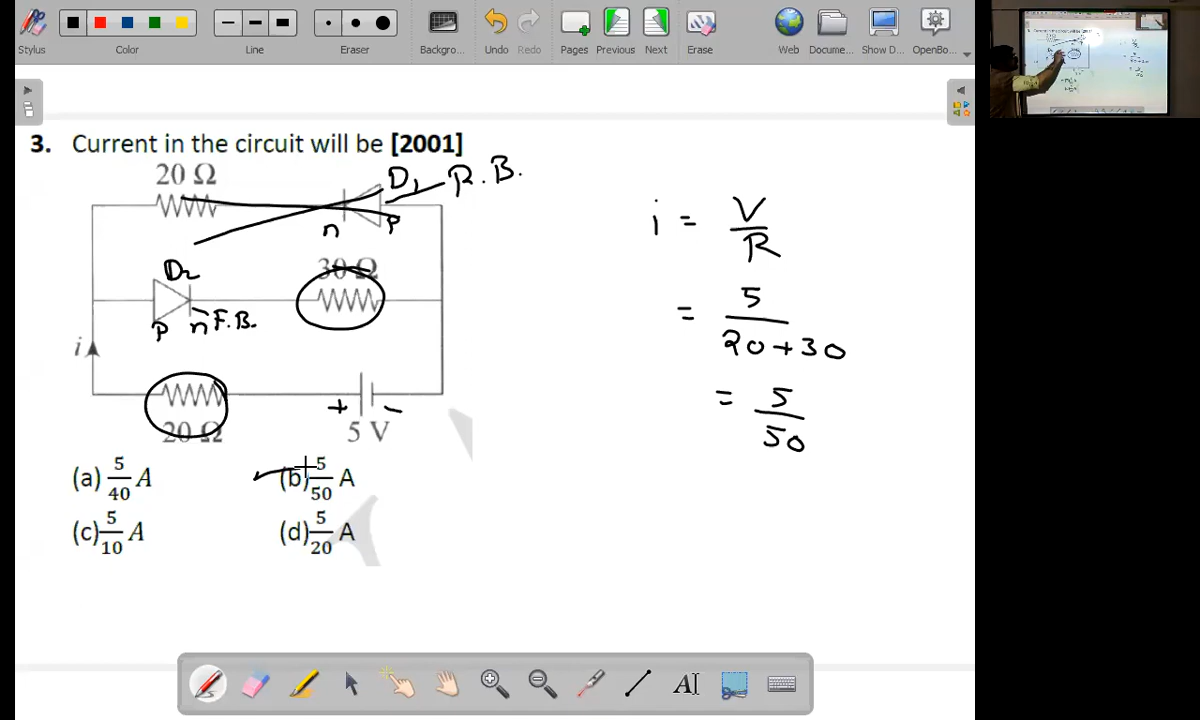 Stylus
Color
Line
Eraser
Backgro...
Undo
Redo
Pages
Previous
Next
Erase
Web
Docume...
Show D...
OpenBo...
3. Current in the circuit will be [2001]
20 Ω
D1
R.B.
n
P
D2
30 Ω
P
n F.B.
i
20 Ω
+
-
5 V
(a) 5/40 A
(b) 5/50 A
(c) 5/10 A
(d) 5/20 A
i = V/R
= 5/20+30
= 5/50
AI